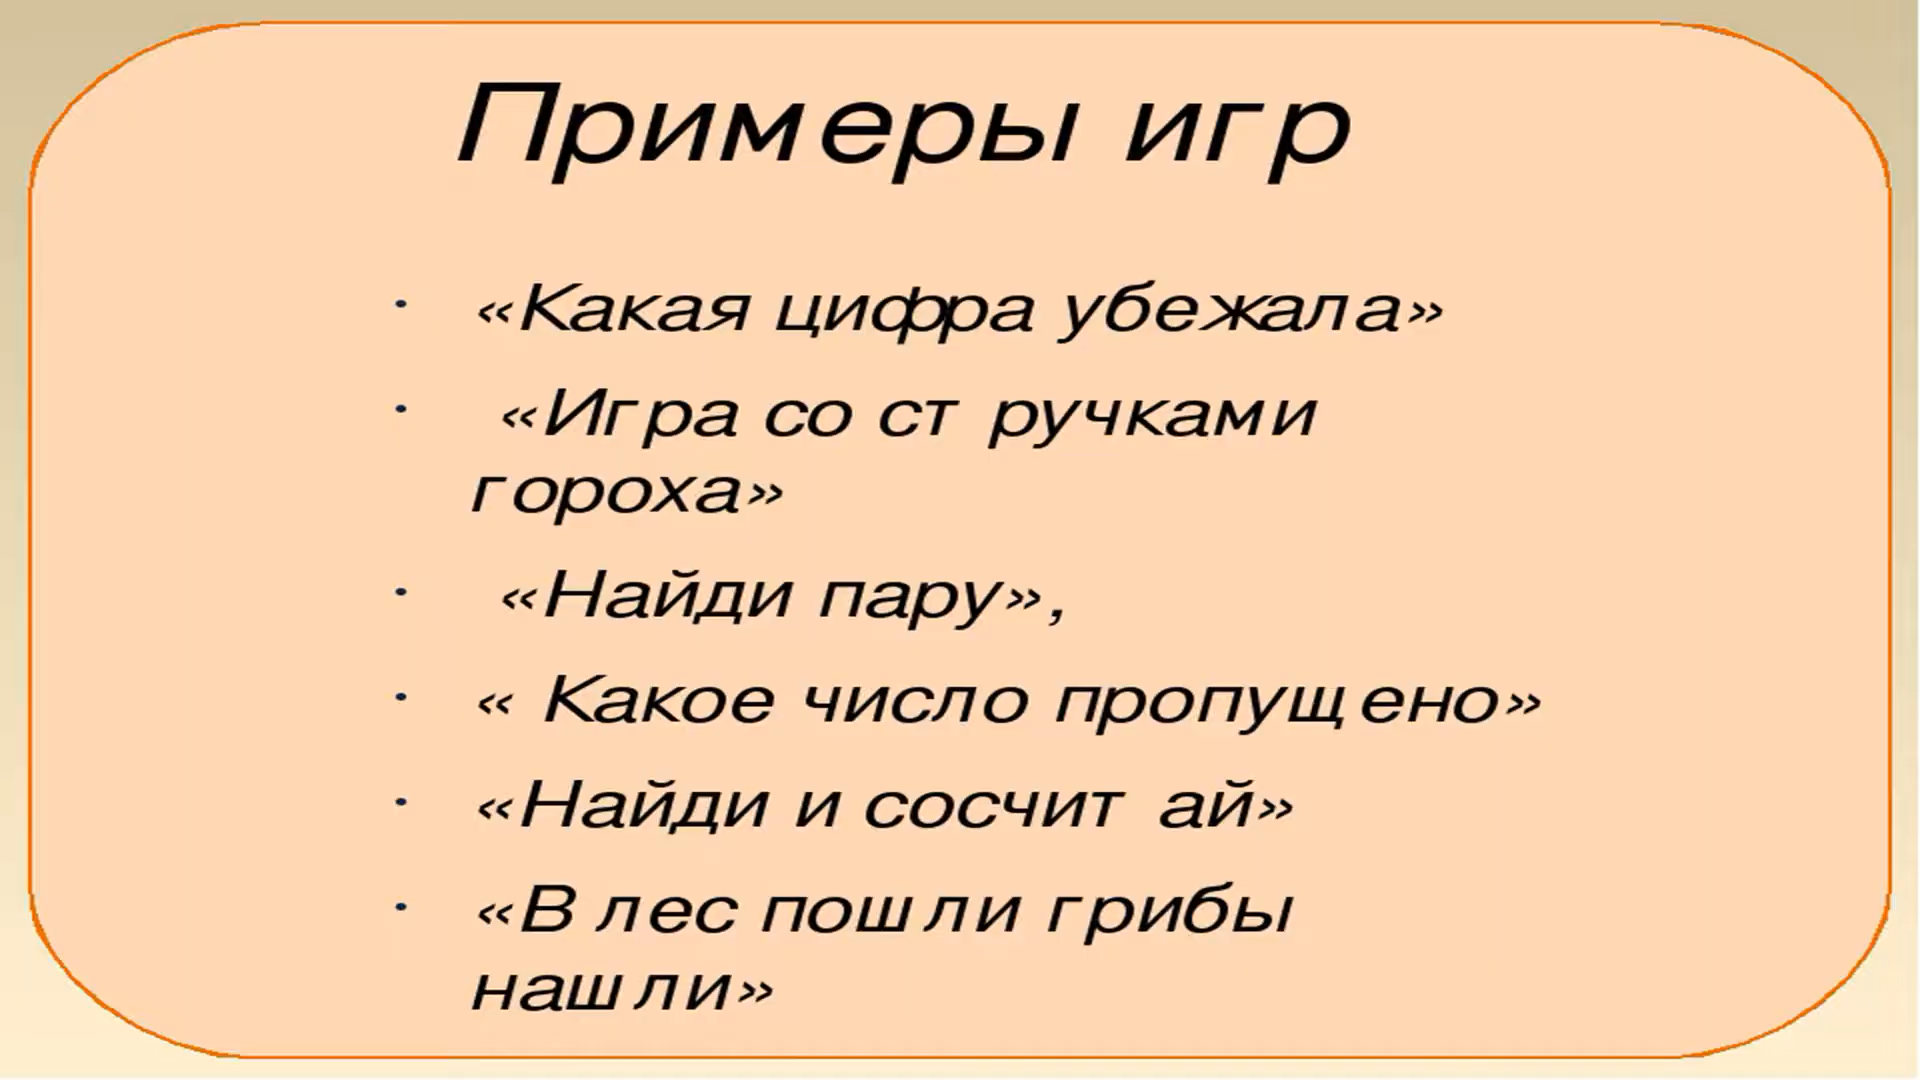 Примеры игр
· «Какая цифра убежала»
· «Игра со стручками
гороха»
· «Найди пару»,
· « Какое число пропущено»
· «Найди и сосчитай»
· «В лес пошли грибы
нашли»